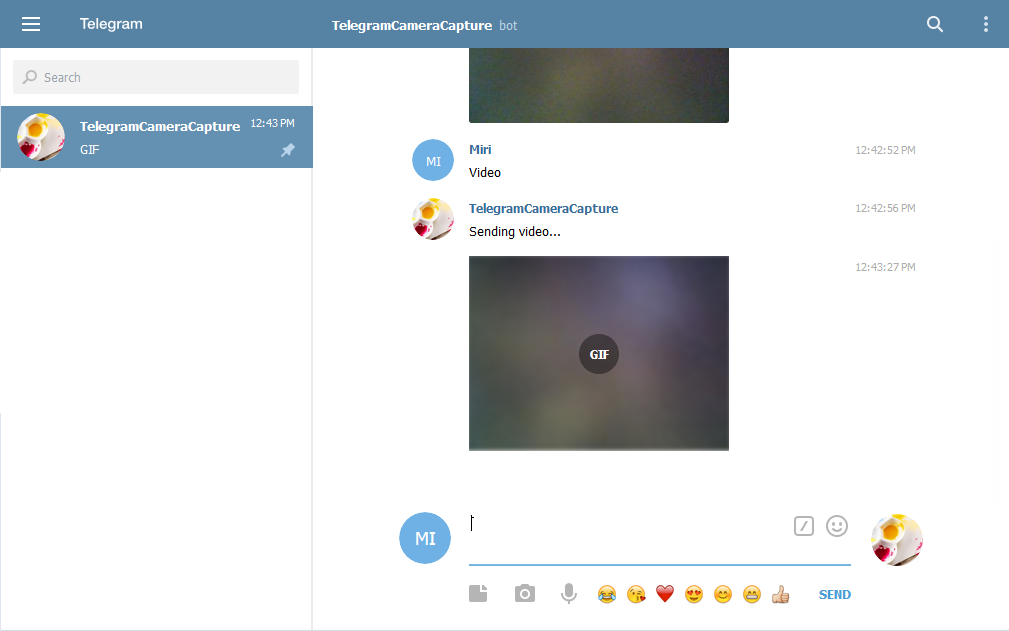 Telegram
TelegramCameraCapture bot
Search
TelegramCameraCapture 12:43 PM
GIF
MI Miri 12:42:52 PM
Video
TelegramCameraCapture 12:42:56 PM
Sending video...
12:43:27 PM
GIF
MI
SEND